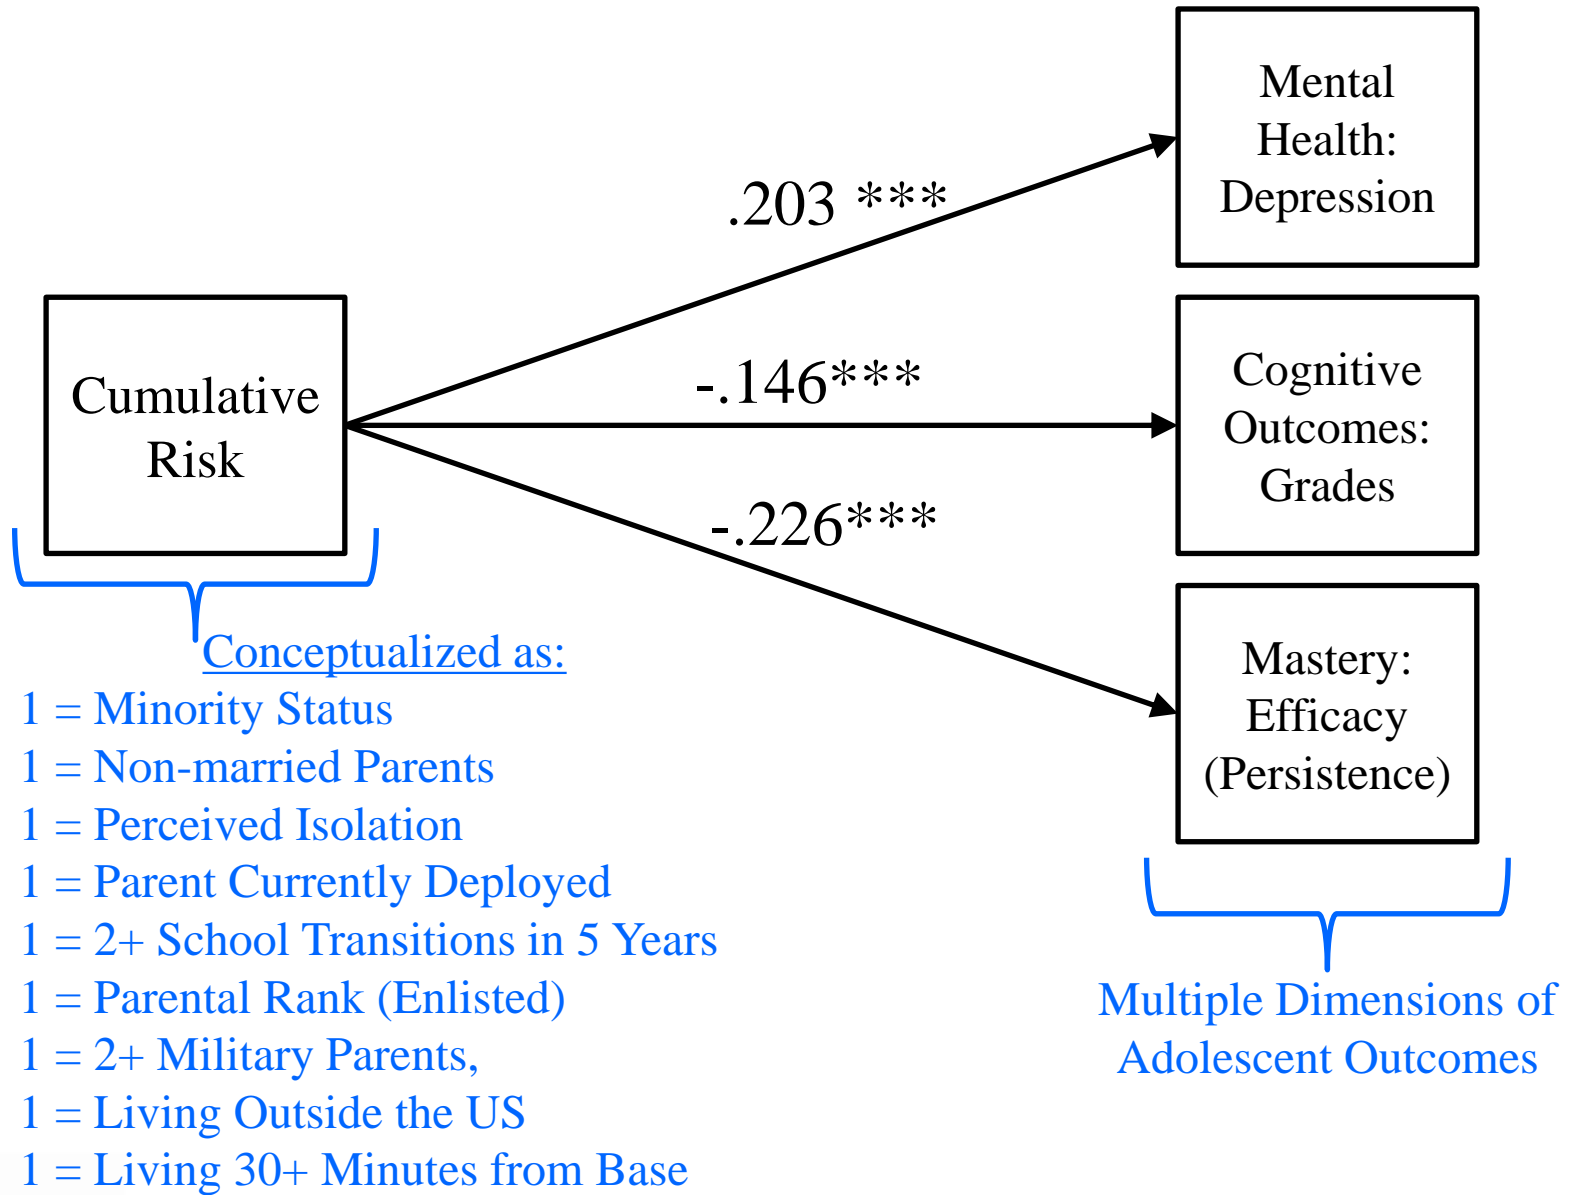 Mental
Health:
Depression
.203 ***
Cumulative
Risk
-.146***
Cognitive
Outcomes:
Grades
-.226***
Mastery:
Efficacy
(Persistence)
Conceptualized as:
1 = Minority Status
1 = Non-married Parents
1 = Perceived Isolation
1 = Parent Currently Deployed
1 = 2+ School Transitions in 5 Years
1 = Parental Rank (Enlisted)
1 = 2+ Military Parents,
1 = Living Outside the US
1 = Living 30+ Minutes from Base
Multiple Dimensions of
Adolescent Outcomes